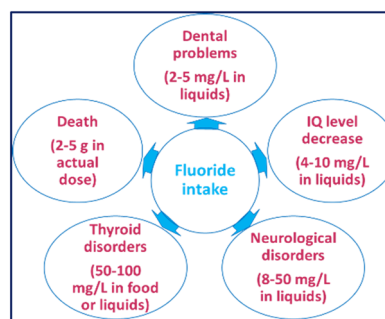 Dental
problems
(2-5 mg/L in
liquids)
Death
(2-5 g in
actual
dose)
IQ level
decrease
(4-10 mg/L
in liquids)
Fluoride
intake
Thyroid
disorders
(50-100
mg/L in food
or liquids)
Neurological
disorders
(8-50 mg/L
in liquids)